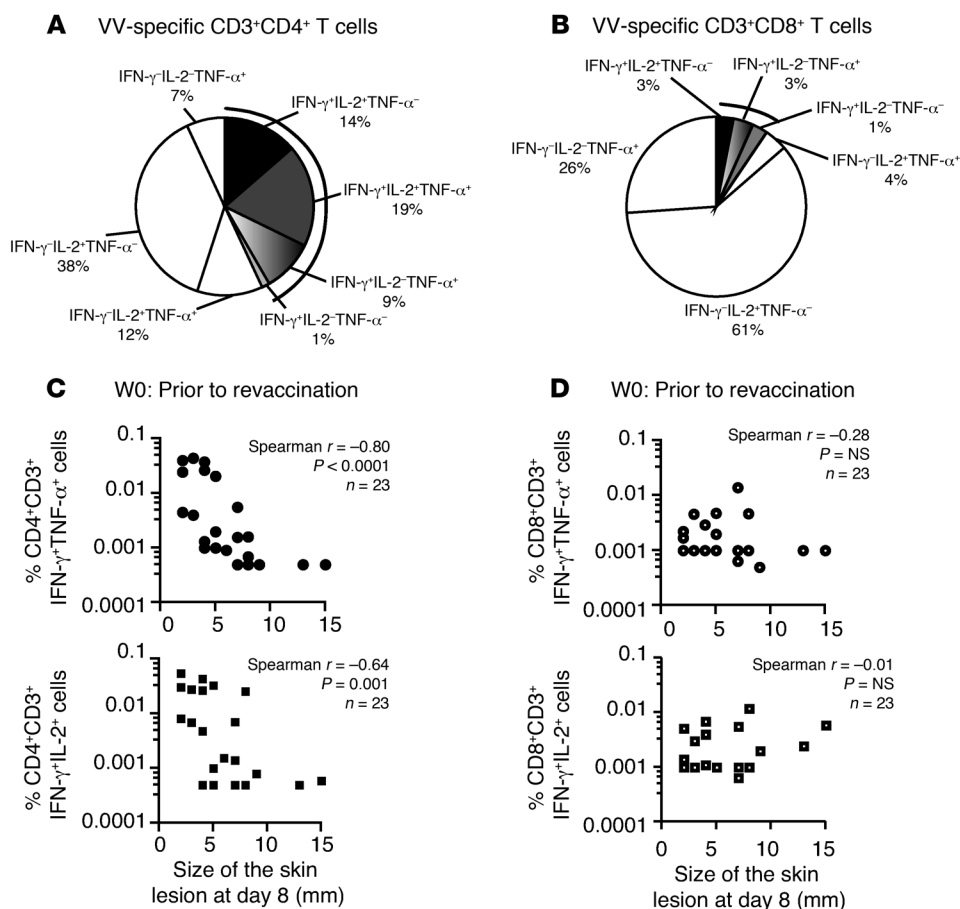 A VV-specific CD3⁺CD4⁺ T cells
IFN-γ⁻IL-2⁻TNF-α⁺
7%
IFN-γ⁺IL-2⁺TNF-α⁻
14%
IFN-γ⁺IL-2⁺TNF-α⁺
19%
IFN-γ⁺IL-2⁻TNF-α⁺
9%
IFN-γ⁺IL-2⁻TNF-α⁻
1%
IFN-γ⁻IL-2⁺TNF-α⁺
12%
IFN-γ⁻IL-2⁺TNF-α⁻
38%
B VV-specific CD3⁺CD8⁺ T cells
IFN-γ⁺IL-2⁺TNF-α⁻
3%
IFN-γ⁺IL-2⁻TNF-α⁺
3%
IFN-γ⁺IL-2⁻TNF-α⁻
1%
IFN-γ⁻IL-2⁺TNF-α⁺
4%
IFN-γ⁻IL-2⁻TNF-α⁺
26%
IFN-γ⁻IL-2⁺TNF-α⁻
61%
C W0: Prior to revaccination
% CD4⁺CD3⁺
IFN-γ⁺TNF-α⁺ cells
0.1
0.01
0.001
0.0001
Spearman r = –0.80
P < 0.0001
n = 23
0 5 10 15
% CD4⁺CD3⁺
IFN-γ⁺IL-2⁺ cells
0.1
0.01
0.001
0.0001
Spearman r = –0.64
P = 0.001
n = 23
0 5 10 15
Size of the skin
lesion at day 8 (mm)
D W0: Prior to revaccination
% CD8⁺CD3⁺
IFN-γ⁺TNF-α⁺ cells
0.1
0.01
0.001
0.0001
Spearman r = –0.28
P = NS
n = 23
0 5 10 15
% CD8⁺CD3⁺
IFN-γ⁺IL-2⁺ cells
0.1
0.01
0.001
0.0001
Spearman r = –0.01
P = NS
n = 23
0 5 10 15
Size of the skin
lesion at day 8 (mm)